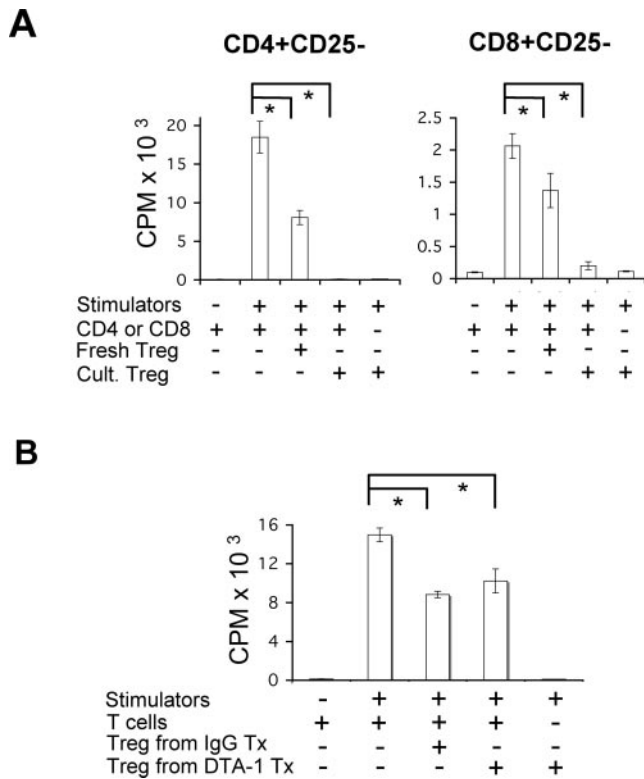 A
CD4+CD25-
CD8+CD25-
* *
* *
CPM x 10 3
20
15
10
5
0
2.5
2
1.5
1
0.5
0
Stimulators - + + + + - + + + +
CD4 or CD8 + + + + - + + + + -
Fresh Treg - - + - - - - + - -
Cult. Treg - - - + + - - - + +
B
* *
CPM x 10 3
16
12
8
4
0
Stimulators - + + + +
T cells + + + + -
Treg from IgG Tx - - + - -
Treg from DTA-1 Tx - - - + +